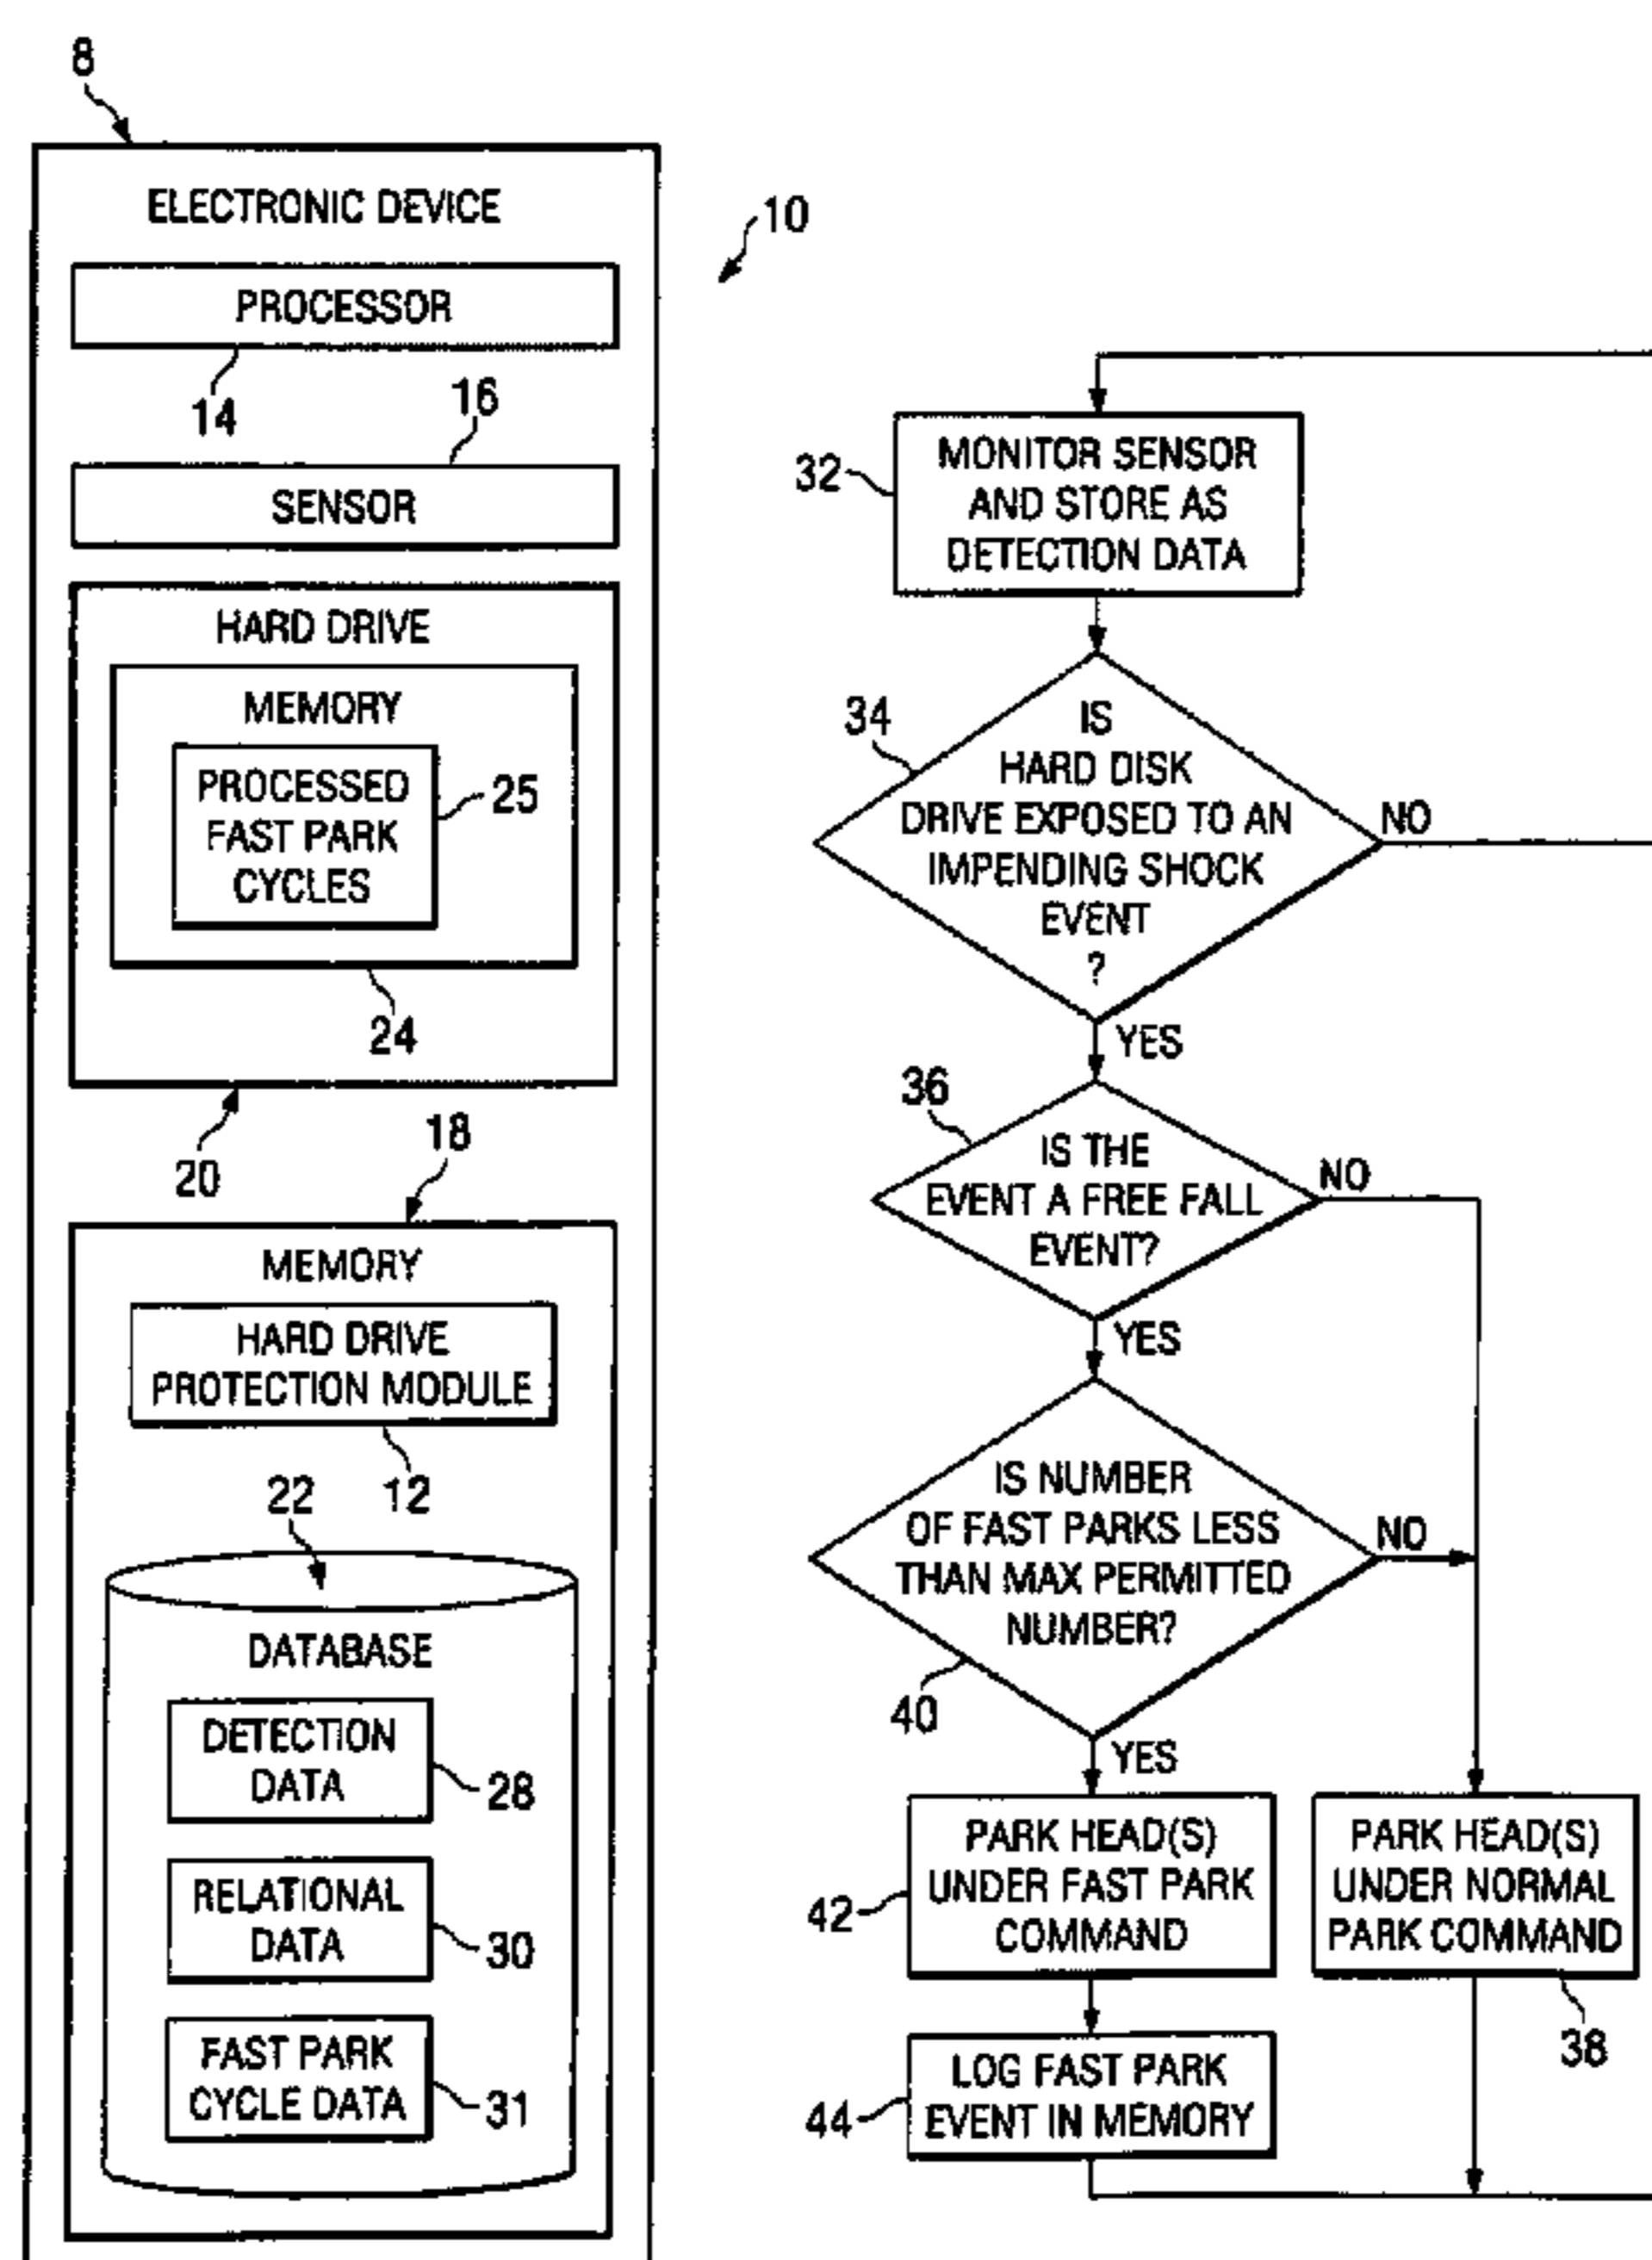 8
ELECTRONIC DEVICE
10
PROCESSOR
14
16
SENSOR
HARD DRIVE
MEMORY
PROCESSED
FAST PARK
CYCLES
25
24
20
18
MEMORY
HARD DRIVE
PROTECTION MODULE
12
22
DATABASE
DETECTION
DATA
28
RELATIONAL
DATA
30
FAST PARK
CYCLE DATA
31
32
MONITOR SENSOR
AND STORE AS
DETECTION DATA
34
IS
HARD DISK
DRIVE EXPOSED TO AN
IMPENDING SHOCK
EVENT
?
NO
YES
36
IS THE
EVENT A FREE FALL
EVENT?
NO
YES
IS NUMBER
OF FAST PARKS LESS
THAN MAX PERMITTED
NUMBER?
NO
40
YES
42
PARK HEAD(S)
UNDER FAST PARK
COMMAND
PARK HEAD(S)
UNDER NORMAL
PARK COMMAND
38
44
LOG FAST PARK
EVENT IN MEMORY